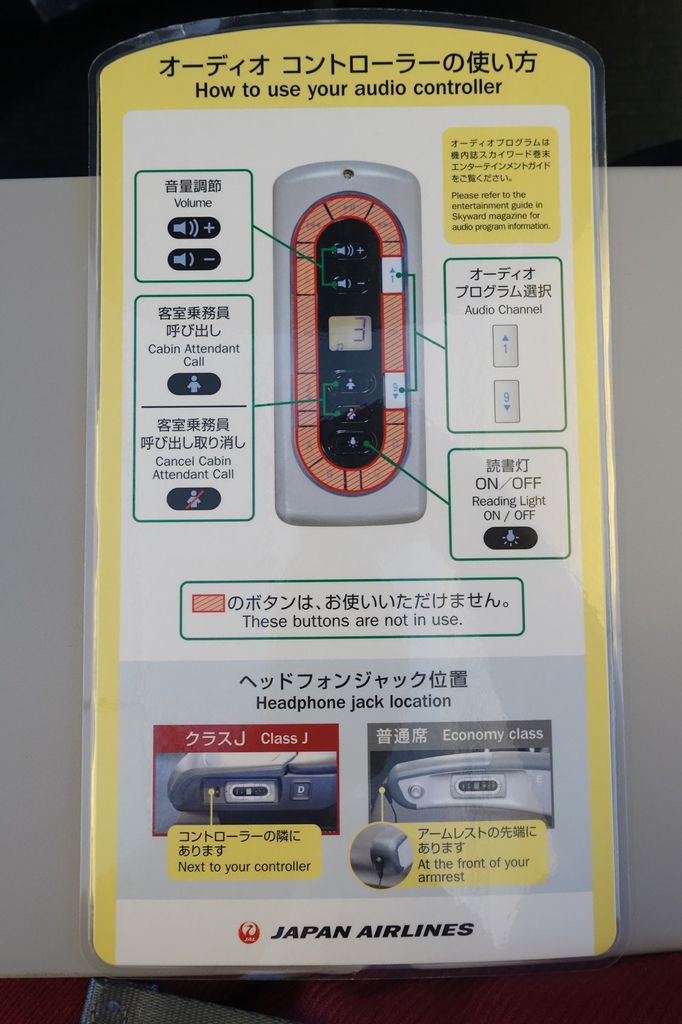 オーディオ コントローラーの使い方
How to use your audio controller
オーディオプログラムは
機内誌スカイワード巻末
エンターテインメントガイド
をご覧ください。
Please refer to the
entertainment guide in
Skyward magazine for
audio program information.
音量調節
Volume
+
−
客室乗務員
呼び出し
Cabin Attendant
Call
客室乗務員
呼び出し取り消し
Cancel Cabin
Attendant Call
+
−
1
3
9
オーディオ
プログラム選択
Audio Channel
1
9
読書灯
ON/OFF
Reading Light
ON / OFF
のボタンは、お使いいただけません。
These buttons are not in use.
ヘッドフォンジャック位置
Headphone jack location
クラスJ Class J
D
コントローラーの隣に
あります
Next to your controller
普通席 Economy class
E
アームレストの先端に
あります
At the front of your
armrest
JAL JAPAN AIRLINES